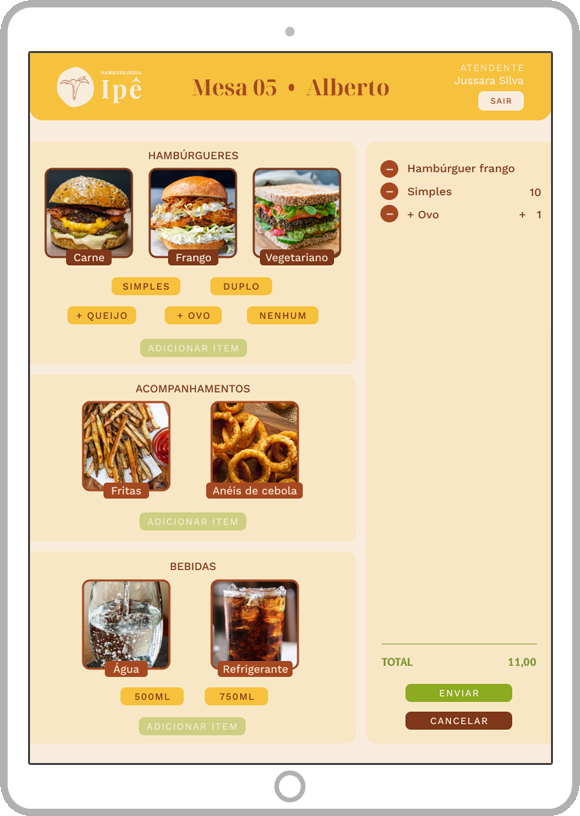 HAMBURGUERIA
Ipê
Mesa 05 • Alberto
ATENDENTE
Jussara Silva
SAIR
HAMBÚRGUERES
Carne
Frango
Vegetariano
SIMPLES
DUPLO
+ QUEIJO
+ OVO
NENHUM
ADICIONAR ITEM
ACOMPANHAMENTOS
Fritas
Anéis de cebola
ADICIONAR ITEM
BEBIDAS
Água
Refrigerante
500ML
750ML
ADICIONAR ITEM
Hambúrguer frango
Simples 10
+ Ovo + 1
TOTAL 11,00
ENVIAR
CANCELAR